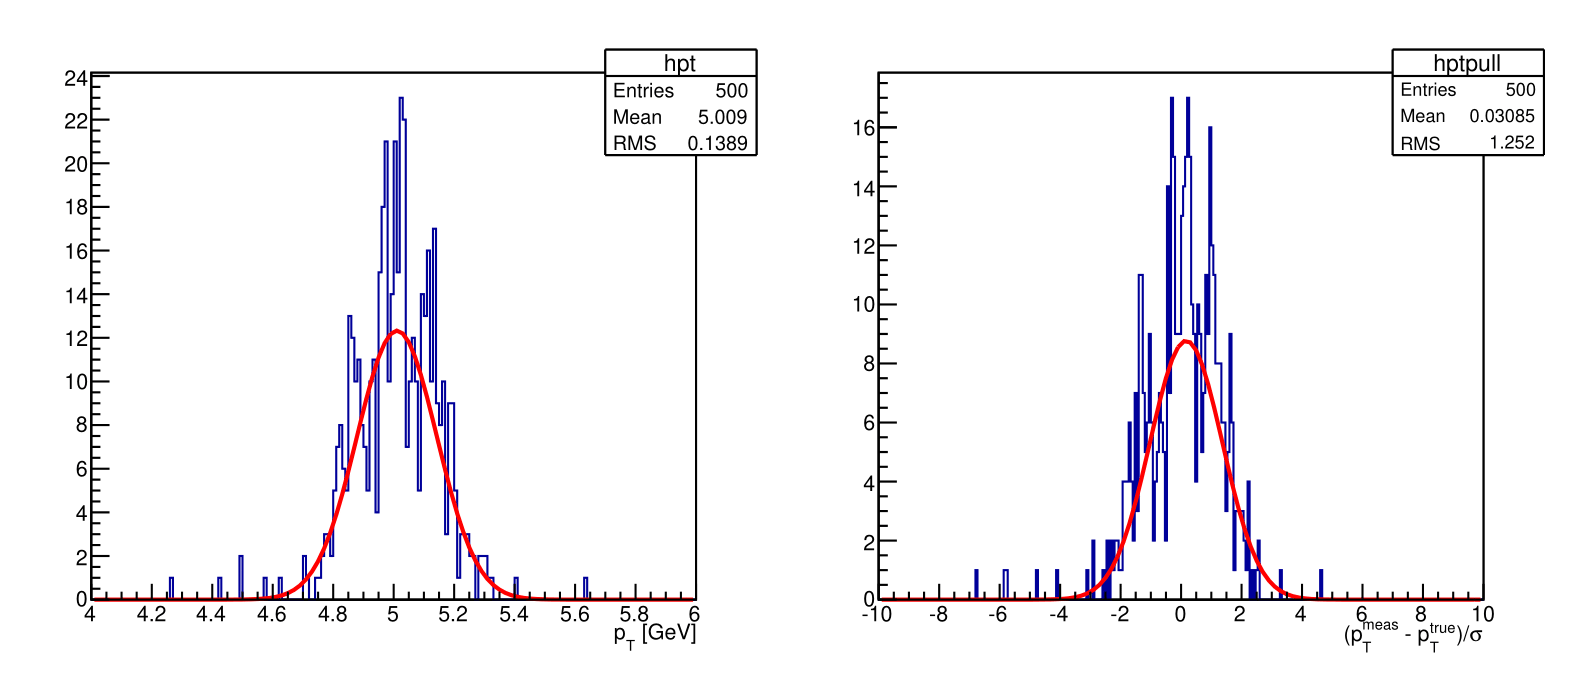 hpt
Entries 500
Mean 5.009
RMS 0.1389
24
22
20
18
16
14
12
10
8
6
4
2
0
4 4.2 4.4 4.6 4.8 5 5.2 5.4 5.6 5.8 6
p_T [GeV]
hptpull
Entries 500
Mean 0.03085
RMS 1.252
16
14
12
10
8
6
4
2
0
-10 -8 -6 -4 -2 0 2 4 6 8 10
(p_T^meas - p_T^true)/σ